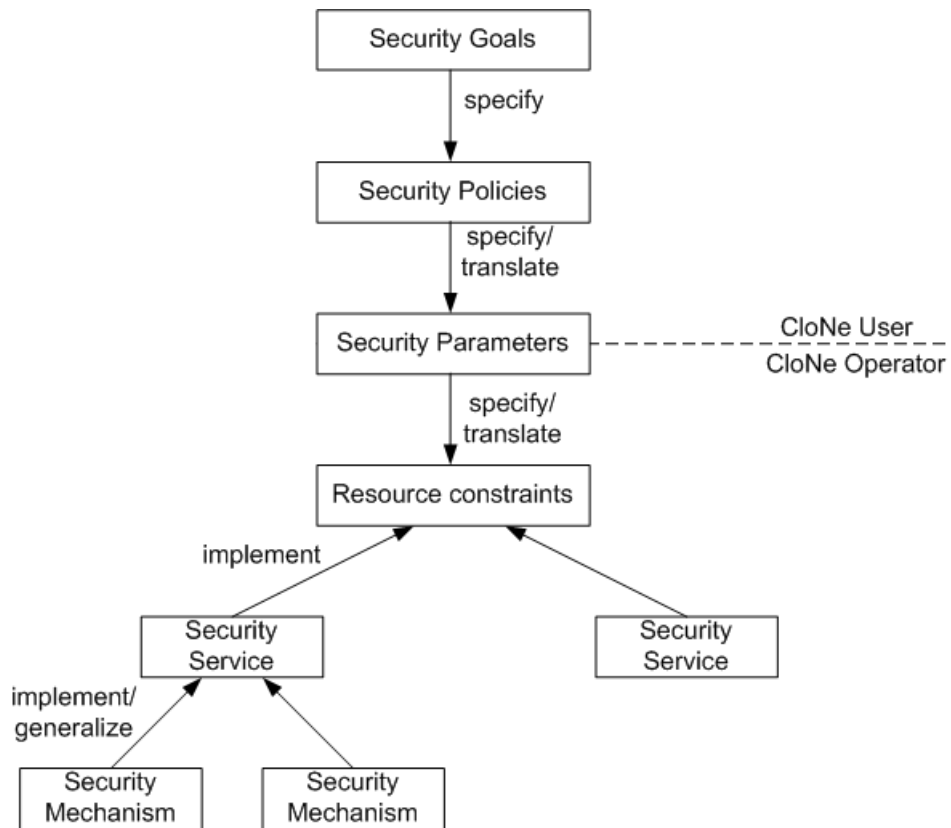 Security Goals
specify
Security Policies
specify/
translate
Security Parameters
CloNe User
CloNe Operator
specify/
translate
Resource constraints
implement
Security
Service
Security
Service
implement/
generalize
Security
Mechanism
Security
Mechanism